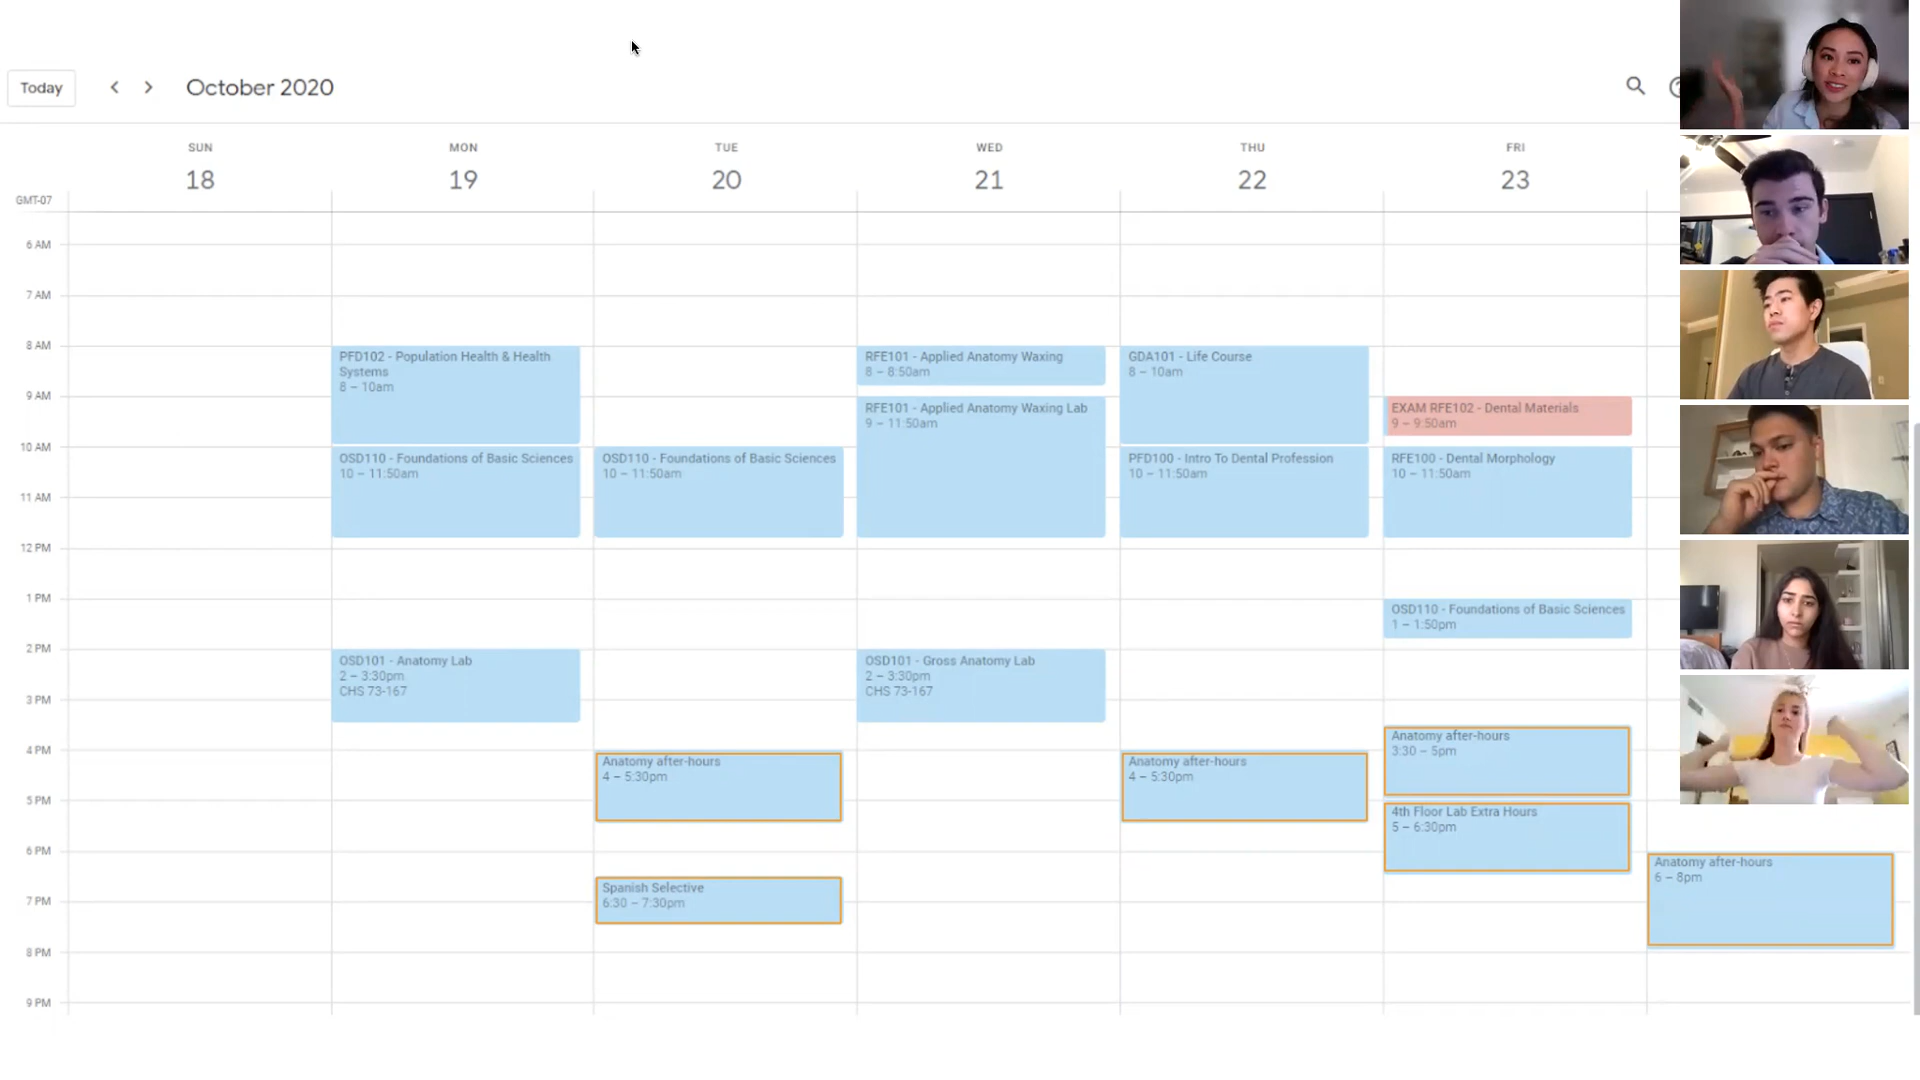 Today
October 2020
SUN
MON
TUE
WED
THU
FRI
18
19
20
21
22
23
GMT-07
6 AM
7 AM
8 AM
9 AM
10 AM
11 AM
12 PM
1 PM
2 PM
3 PM
4 PM
5 PM
6 PM
7 PM
8 PM
9 PM
PFD102 - Population Health & Health
Systems
8 – 10am
OSD110 - Foundations of Basic Sciences
10 – 11:50am
OSD101 - Anatomy Lab
2 – 3:30pm
CHS 73-167
OSD110 - Foundations of Basic Sciences
10 – 11:50am
Anatomy after-hours
4 – 5:30pm
Spanish Selective
6:30 – 7:30pm
RFE101 - Applied Anatomy Waxing
8 – 8:50am
RFE101 - Applied Anatomy Waxing Lab
9 – 11:50am
OSD101 - Gross Anatomy Lab
2 – 3:30pm
CHS 73-167
GDA101 - Life Course
8 – 10am
PFD100 - Intro To Dental Profession
10 – 11:50am
Anatomy after-hours
4 – 5:30pm
EXAM RFE102 - Dental Materials
9 – 9:50am
RFE100 - Dental Morphology
10 – 11:50am
OSD110 - Foundations of Basic Sciences
1 – 1:50pm
Anatomy after-hours
3:30 – 5pm
4th Floor Lab Extra Hours
5 – 6:30pm
Anatomy after-hours
6 – 8pm